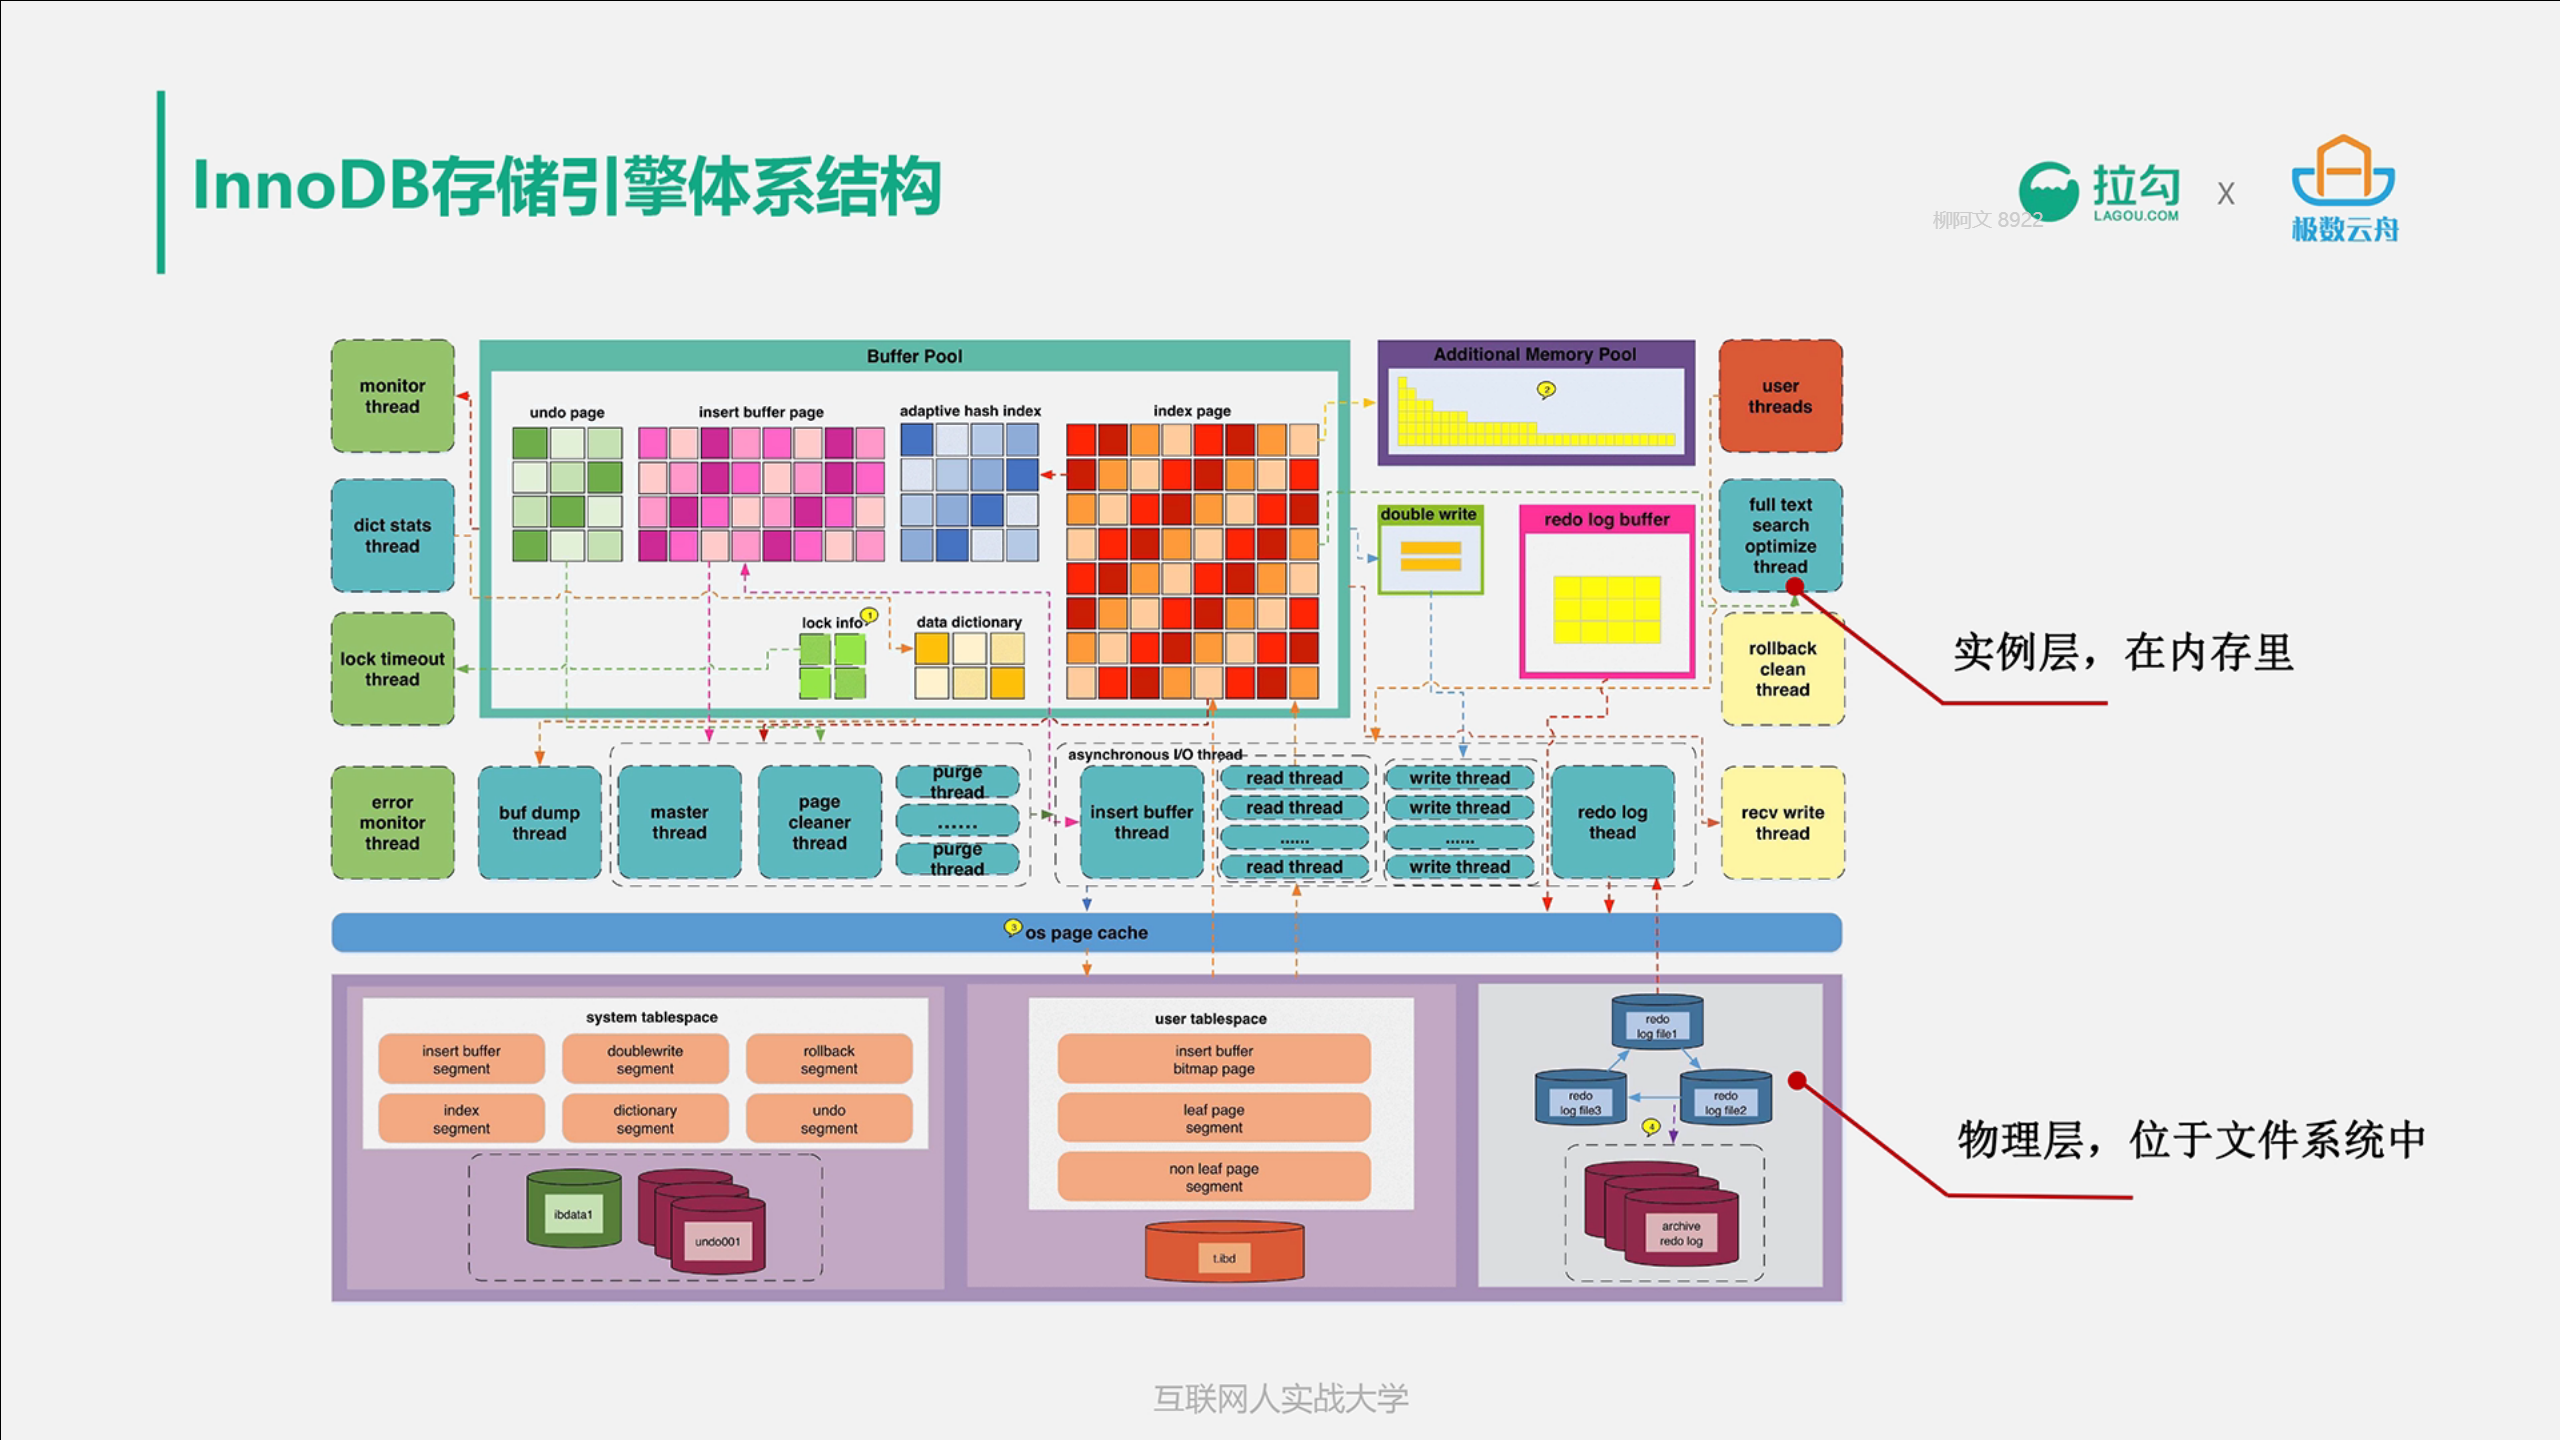 InnoDB存储引擎体系结构
拉勾
LAGOU.COM
X
极数云舟
柳阿文 8922
monitor
thread
dict stats
thread
lock timeout
thread
error
monitor
thread
Buffer Pool
undo page
insert buffer page
adaptive hash index
index page
lock info
1
data dictionary
Additional Memory Pool
2
double write
redo log buffer
user
threads
full text
search
optimize
thread
rollback
clean
thread
recv write
thread
实例层，在内存里
buf dump
thread
master
thread
page
cleaner
thread
purge
thread
......
purge
thread
asynchronous I/O thread
insert buffer
thread
read thread
read thread
......
read thread
write thread
write thread
......
write thread
redo log
thead
3
os page cache
system tablespace
insert buffer
segment
doublewrite
segment
rollback
segment
index
segment
dictionary
segment
undo
segment
ibdata1
undo001
user tablespace
insert buffer
bitmap page
leaf page
segment
non leaf page
segment
t.ibd
redo
log file1
redo
log file3
redo
log file2
4
archive
redo log
物理层，位于文件系统中
互联网人实战大学